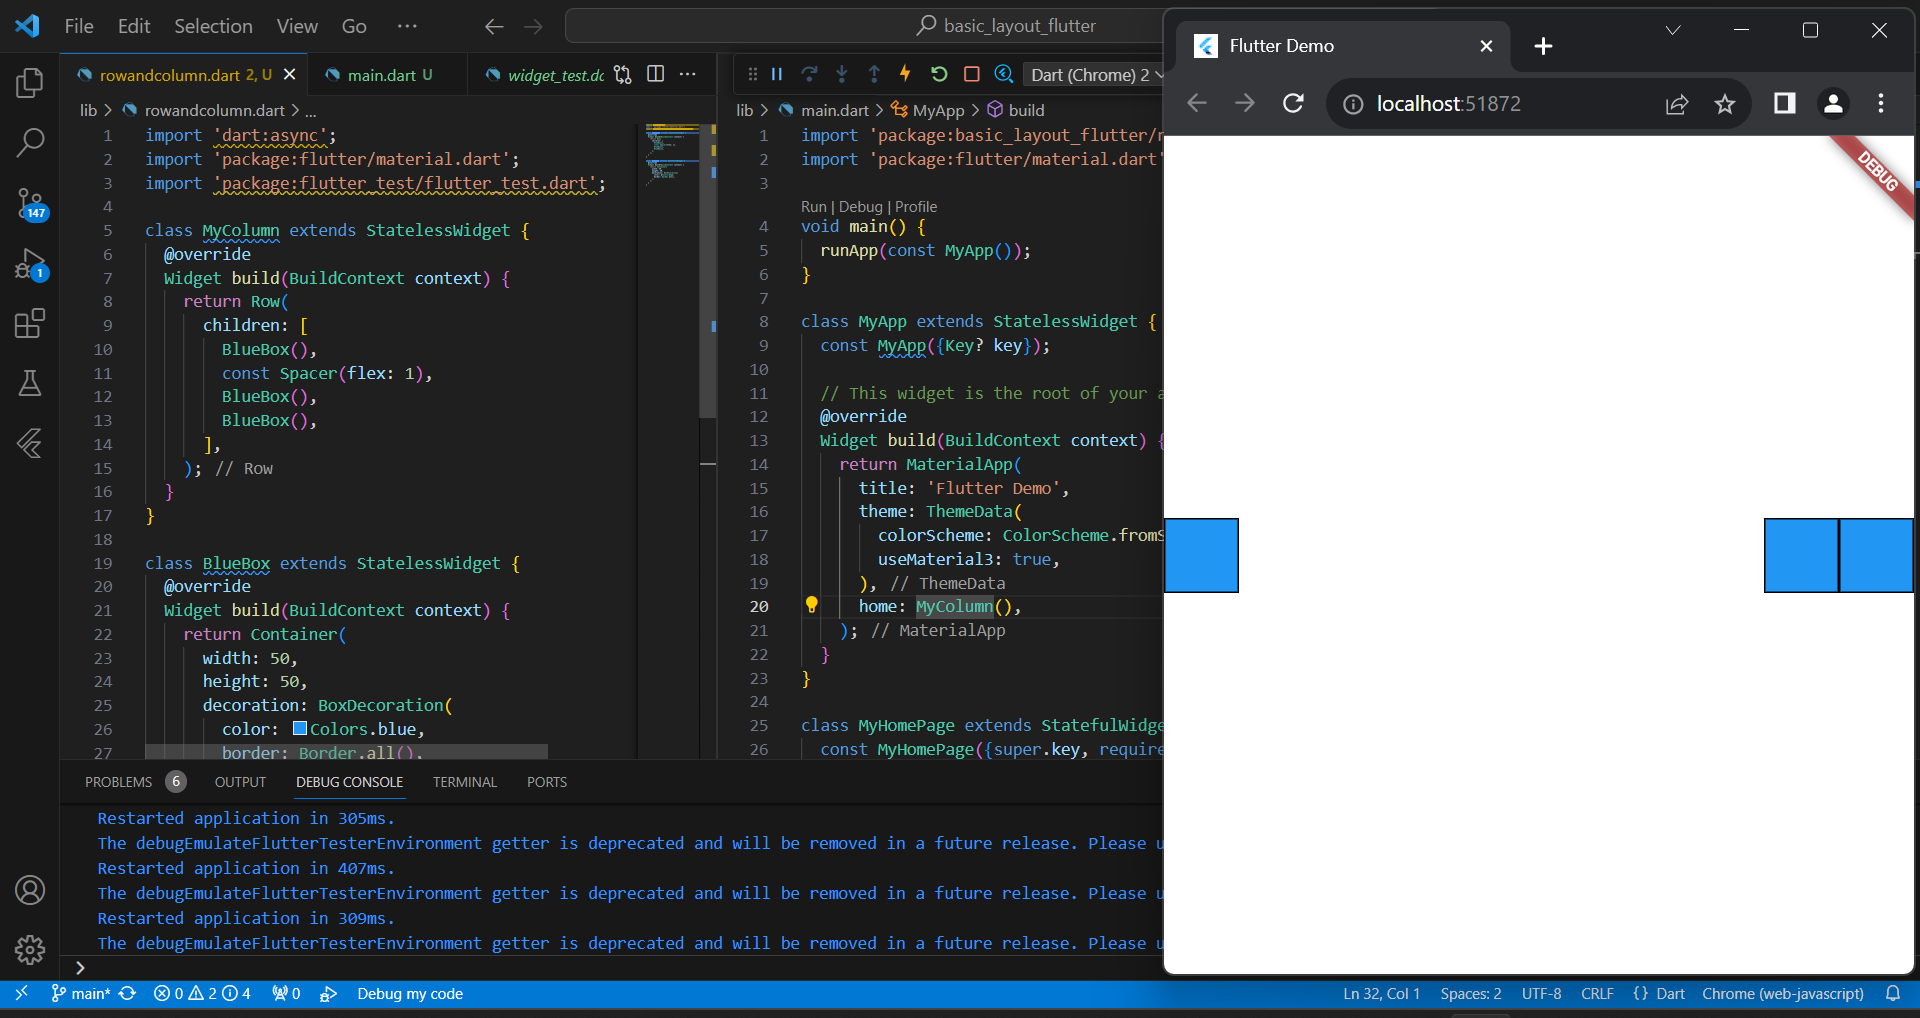 File Edit Selection View Go ··· basic_layout_flutter
rowandcolumn.dart 2, U main.dart U widget_test.dc Dart (Chrome) 2
lib > rowandcolumn.dart > ...
1 import 'dart:async';
2 import 'package:flutter/material.dart';
3 import 'package:flutter_test/flutter_test.dart';
4
5 class MyColumn extends StatelessWidget {
6 @override
7 Widget build(BuildContext context) {
8 return Row(
9 children: [
10 BlueBox(),
11 const Spacer(flex: 1),
12 BlueBox(),
13 BlueBox(),
14 ],
15 ); // Row
16 }
17 }
18
19 class BlueBox extends StatelessWidget {
20 @override
21 Widget build(BuildContext context) {
22 return Container(
23 width: 50,
24 height: 50,
25 decoration: BoxDecoration(
26 color: Colors.blue,
27 border: Border.all(),
lib > main.dart > MyApp > build
1 import 'package:basic_layout_flutter/r
2 import 'package:flutter/material.dart'
3
Run | Debug | Profile
4 void main() {
5 runApp(const MyApp());
6 }
7
8 class MyApp extends StatelessWidget {
9 const MyApp({Key? key});
10
11 // This widget is the root of your a
12 @override
13 Widget build(BuildContext context) {
14 return MaterialApp(
15 title: 'Flutter Demo',
16 theme: ThemeData(
17 colorScheme: ColorScheme.fromS
18 useMaterial3: true,
19 ), // ThemeData
20 home: MyColumn(),
21 ); // MaterialApp
22 }
23 }
24
25 class MyHomePage extends StatefulWidge
26 const MyHomePage({super.key, require
147
1
PROBLEMS 6 OUTPUT DEBUG CONSOLE TERMINAL PORTS
Restarted application in 305ms.
The debugEmulateFlutterTesterEnvironment getter is deprecated and will be removed in a future release. Please u
Restarted application in 407ms.
The debugEmulateFlutterTesterEnvironment getter is deprecated and will be removed in a future release. Please u
Restarted application in 309ms.
The debugEmulateFlutterTesterEnvironment getter is deprecated and will be removed in a future release. Please u
>
main* 0 2 4 0 Debug my code Ln 32, Col 1 Spaces: 2 UTF-8 CRLF {} Dart Chrome (web-javascript)
Flutter Demo
localhost:51872
DEBUG